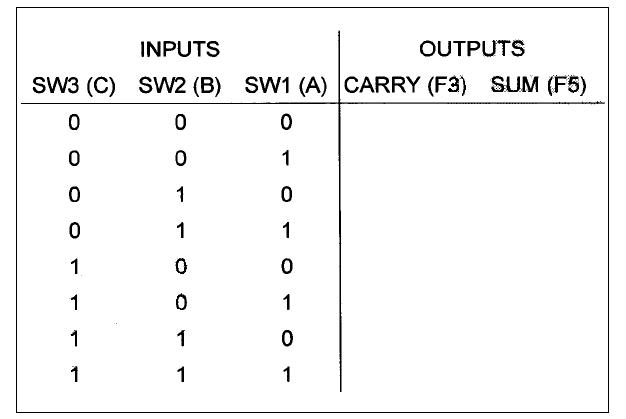 INPUTS OUTPUTS
SW3 (C) SW2 (B) SW1 (A) CARRY (F3) SUM (F5)
0 0 0
0 0 1
0 1 0
0 1 1
1 0 0
1 0 1
1 1 0
1 1 1